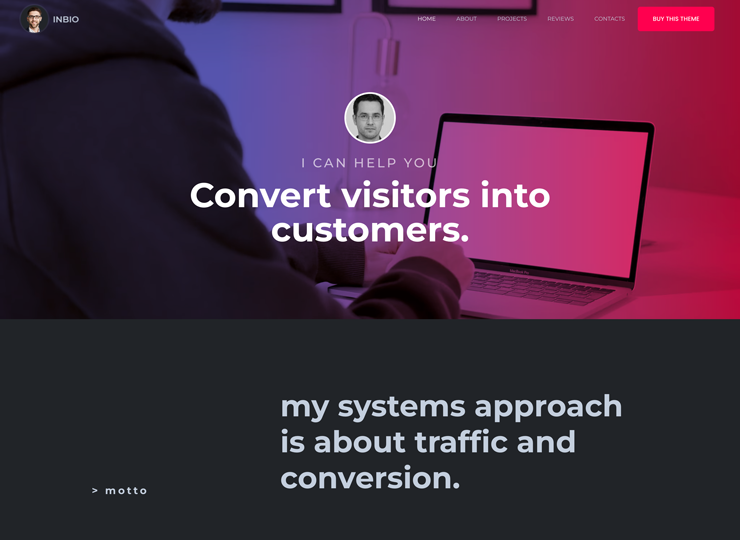 INBIO
HOME ABOUT PROJECTS REVIEWS CONTACTS BUY THIS THEME
I CAN HELP YOU
Convert visitors into
customers.
my systems approach
is about traffic and
conversion.
> motto